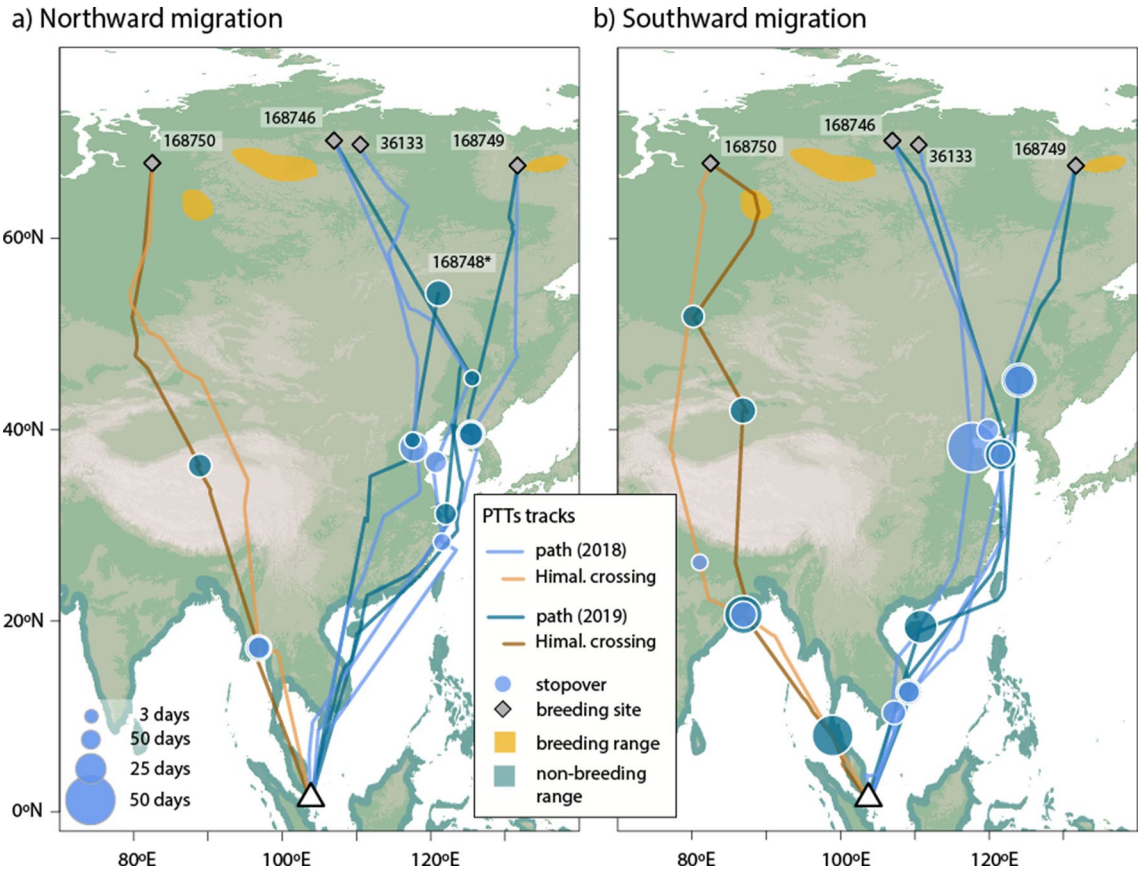 a) Northward migration
b) Southward migration
168750
168746
36133
168749
168748*
168750
168746
36133
168749
60ºN
40ºN
20ºN
0ºN
PTTs tracks
path (2018)
Himal. crossing
path (2019)
Himal. crossing
stopover
breeding site
breeding range
non-breeding
range
3 days
50 days
25 days
50 days
80ºE
100ºE
120ºE
80ºE
100ºE
120ºE